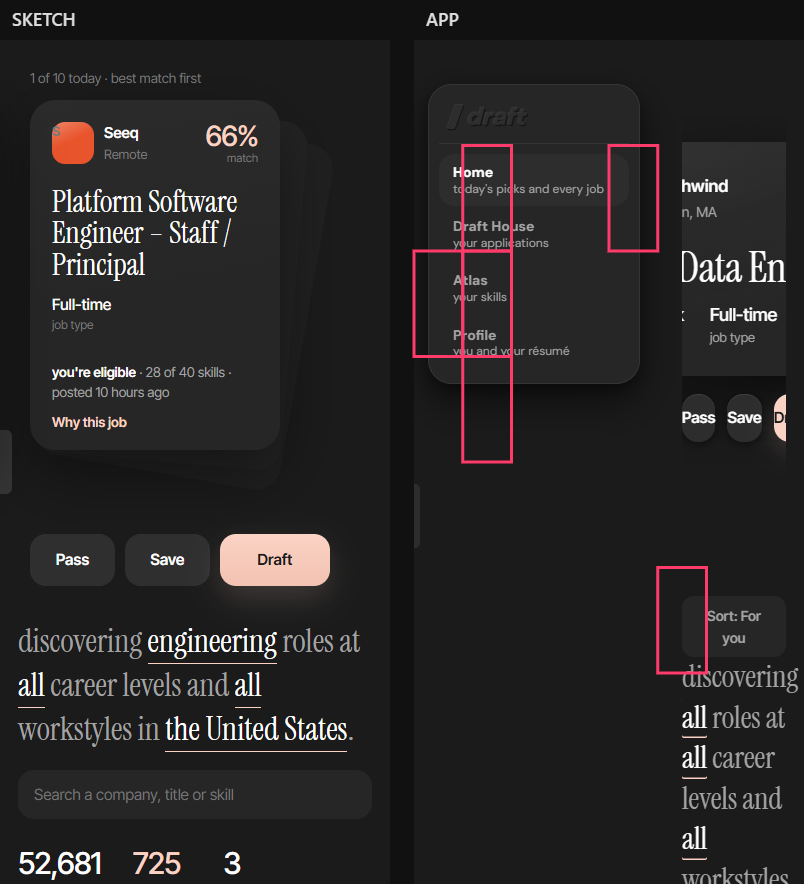 SKETCH
1 of 10 today · best match first
S
Seeq
Remote
66%
match
Platform Software
Engineer – Staff /
Principal
Full-time
job type
you're eligible · 28 of 40 skills ·
posted 10 hours ago
Why this job
Pass
Save
Draft
discovering engineering roles at
all career levels and all
workstyles in the United States.
Search a company, title or skill
52,681
725
3
APP
draft
Home
today's picks and every job
Draft House
your applications
Atlas
your skills
Profile
you and your résumé
hwind
n, MA
Data En
Full-time
job type
Pass
Save
Sort: For
you
discovering
all roles at
all career
levels and
all
workstyles